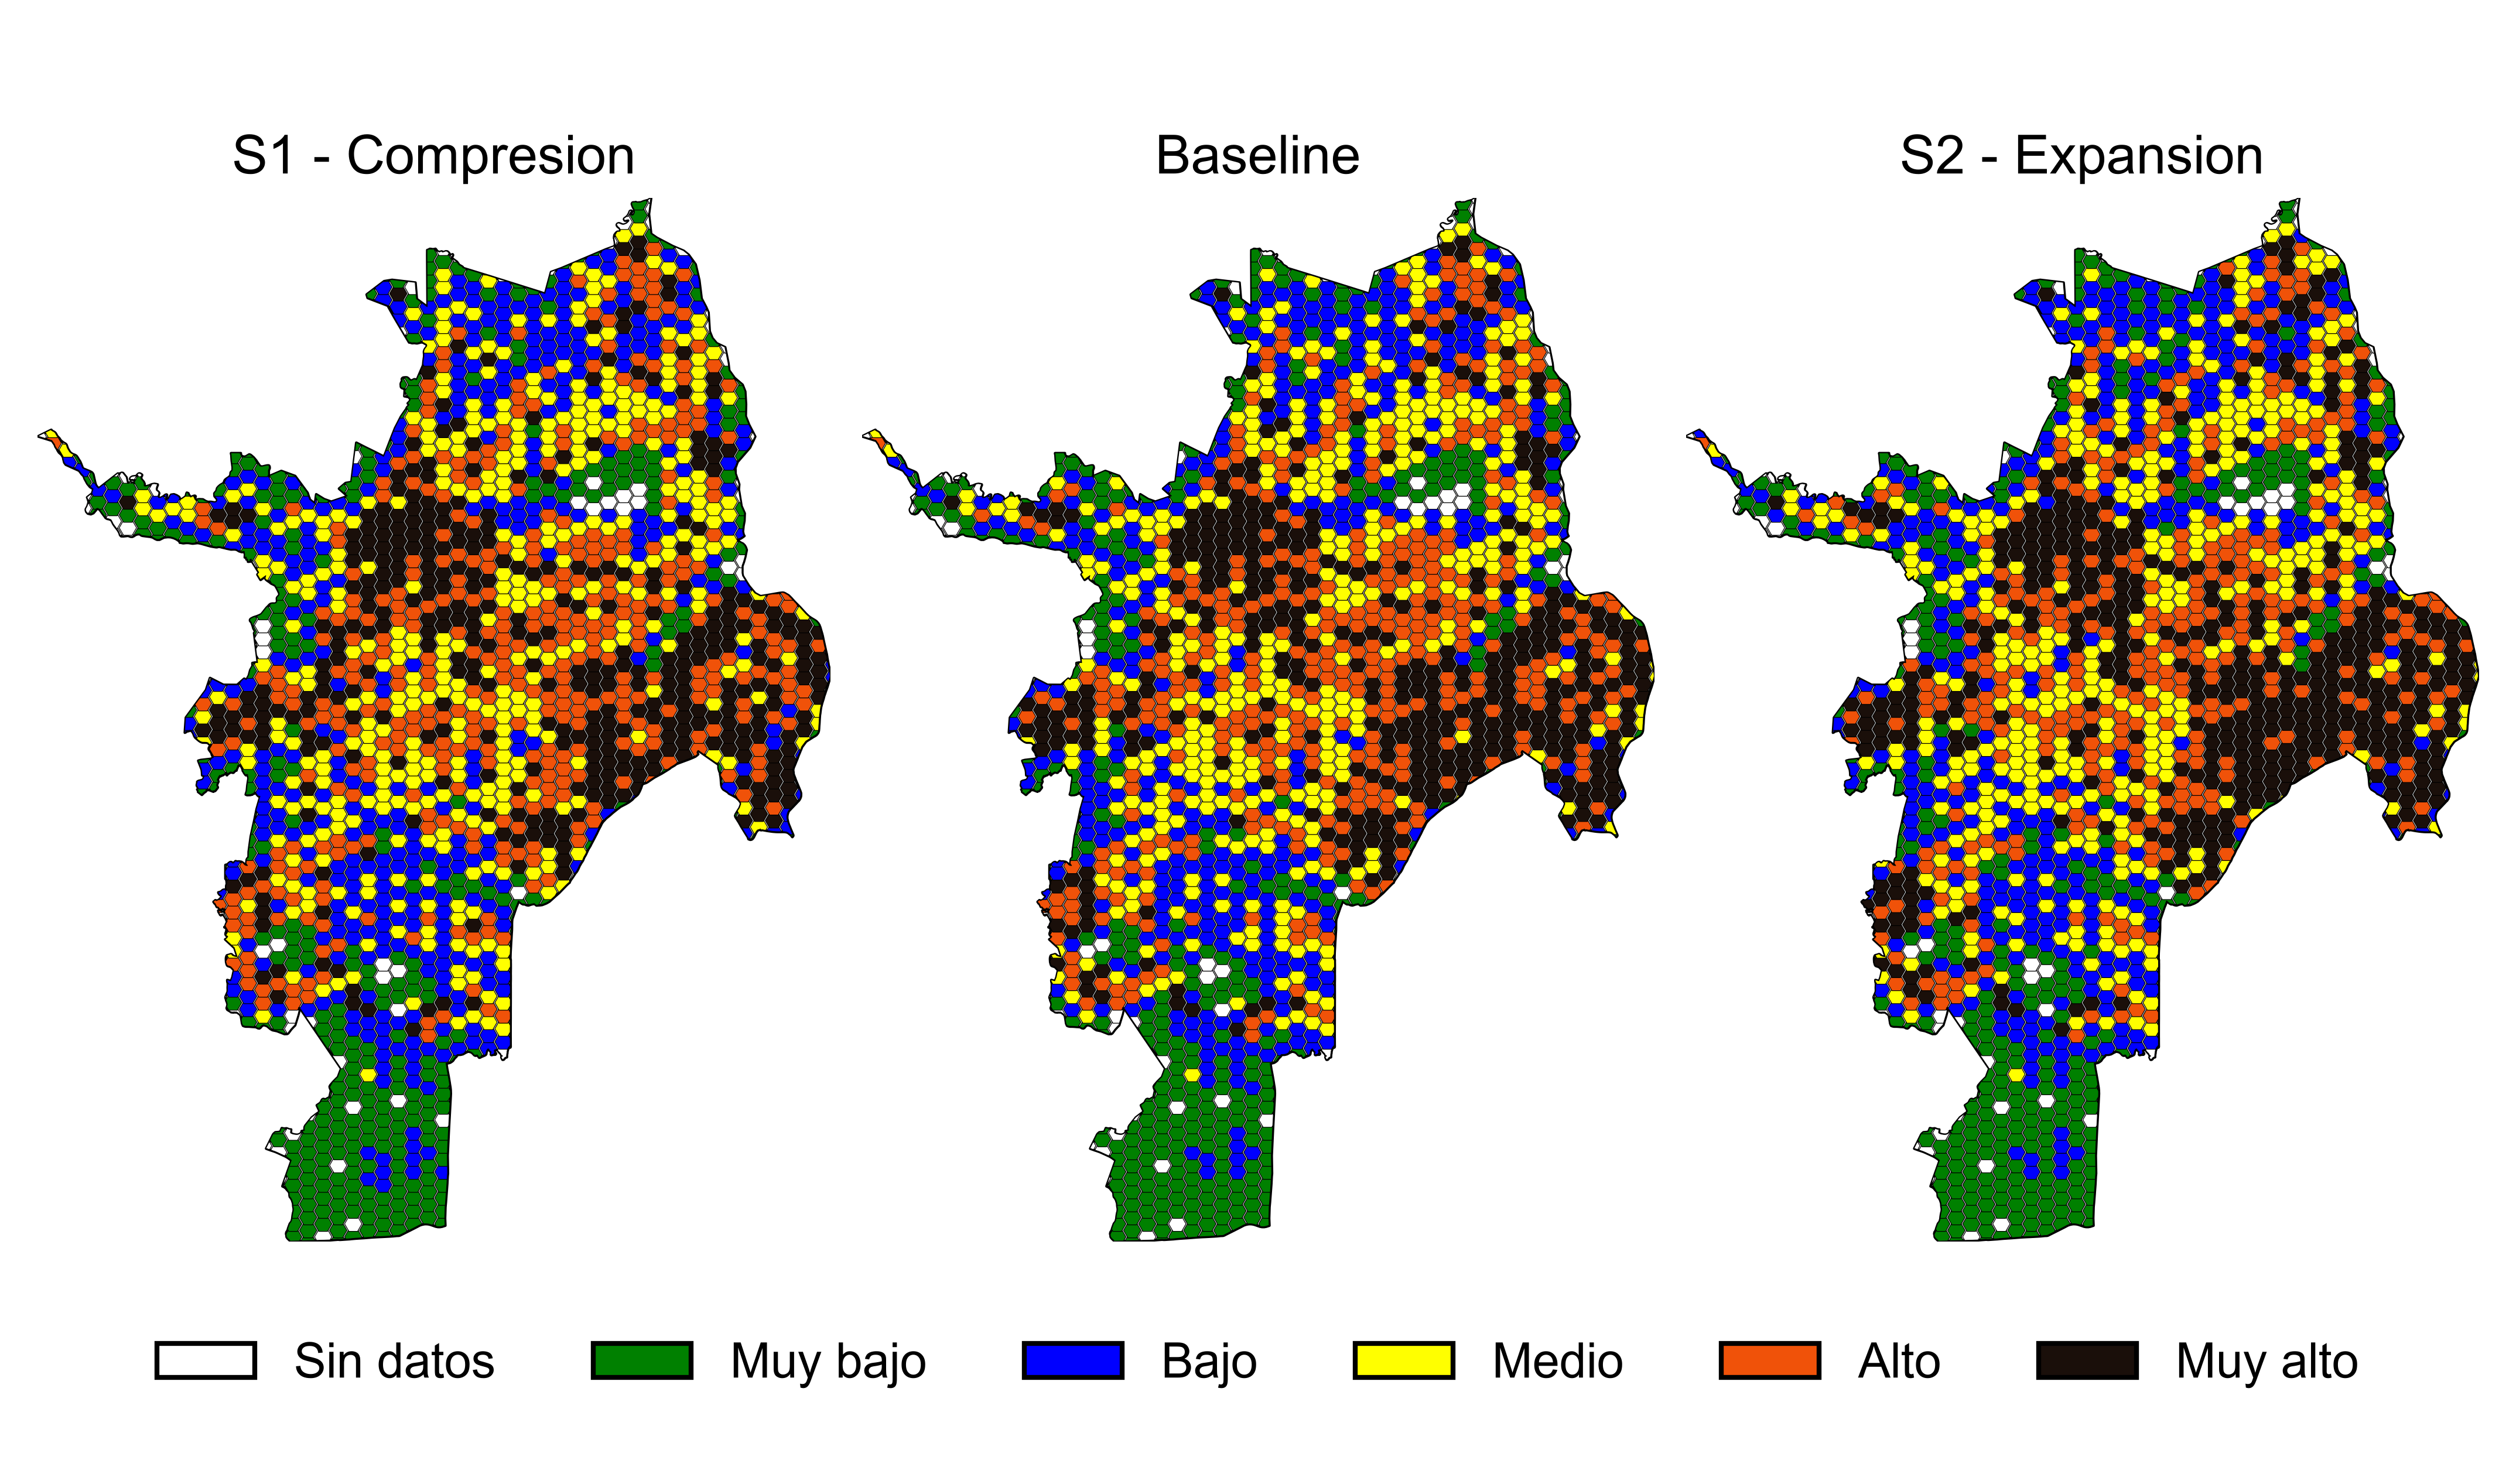 S1 - Compresion
Baseline
S2 - Expansion
Sin datos
Muy bajo
Bajo
Medio
Alto
Muy alto